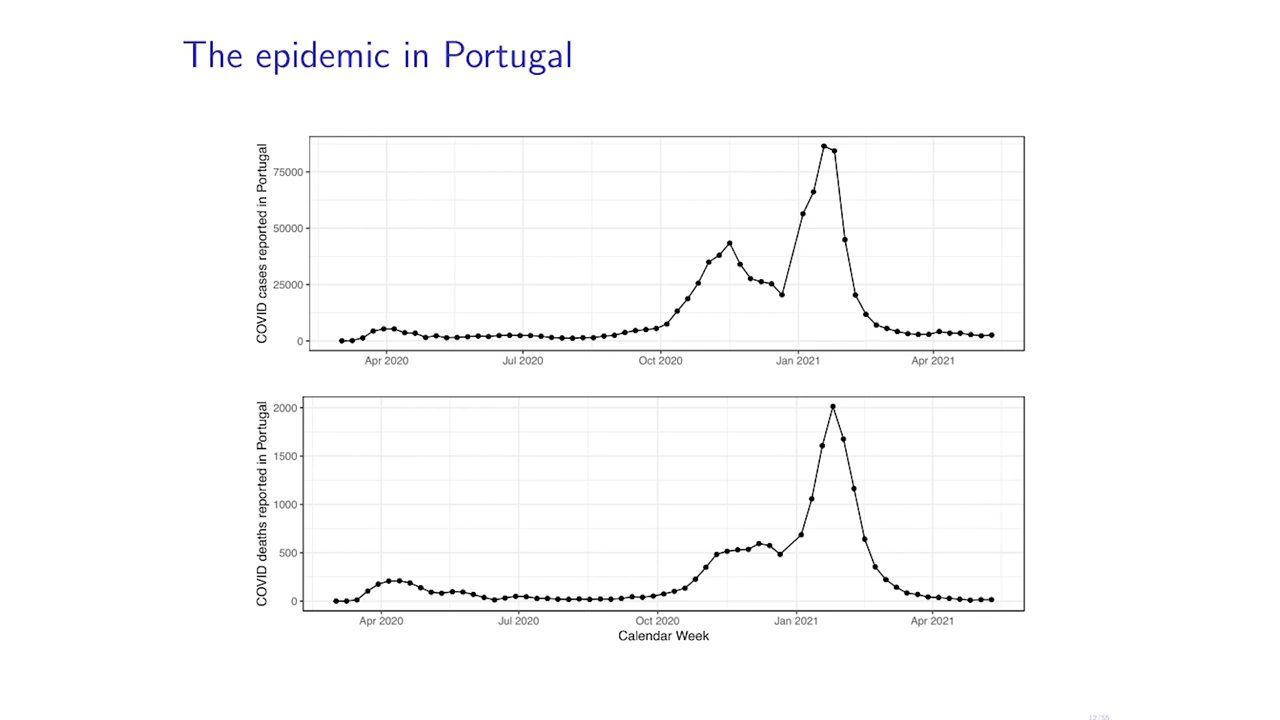 The epidemic in Portugal
COVID cases reported in Portugal
75000
50000
25000
0
Apr 2020 Jul 2020 Oct 2020 Jan 2021 Apr 2021
COVID deaths reported in Portugal
2000
1500
1000
500
0
Apr 2020 Jul 2020 Oct 2020 Jan 2021 Apr 2021
Calendar Week
12/55